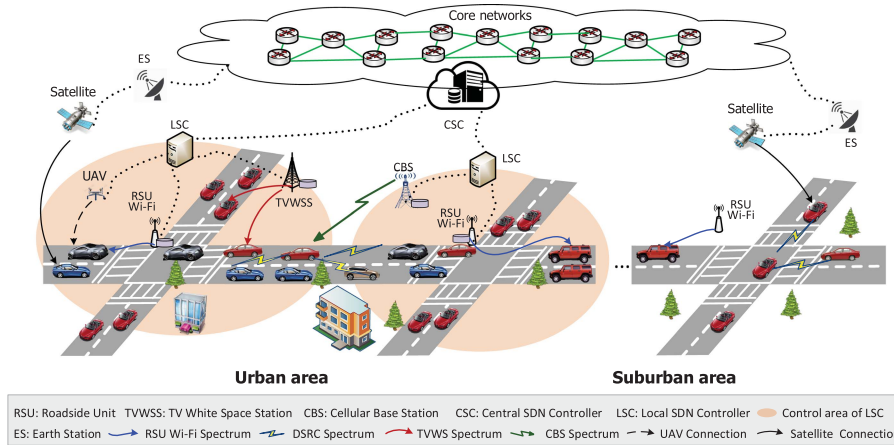 Core networks
ES
Satellite
LSC
CSC
Satellite
ES
UAV
TVWSS
CBS
LSC
RSU
Wi-Fi
RSU
Wi-Fi
RSU
Wi-Fi
Urban area
Suburban area
RSU: Roadside Unit TVWSS: TV White Space Station CBS: Cellular Base Station CSC: Central SDN Controller LSC: Local SDN Controller Control area of LSC
ES: Earth Station RSU Wi-Fi Spectrum DSRC Spectrum TVWS Spectrum CBS Spectrum UAV Connection Satellite Connection